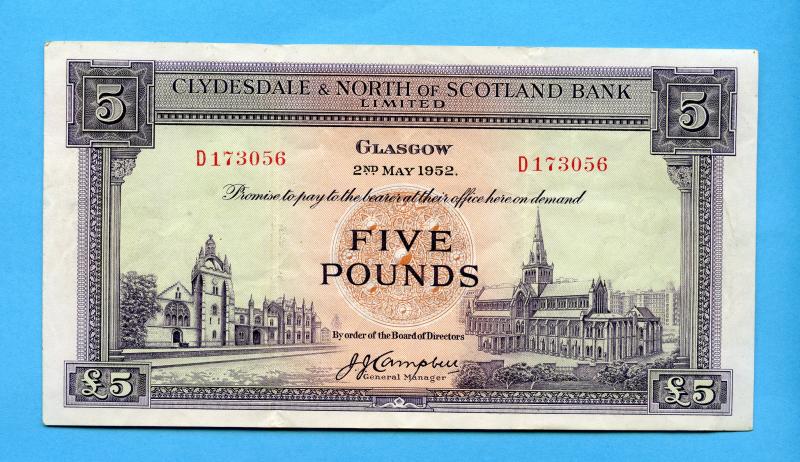 5 CLYDESDALE & NORTH OF SCOTLAND BANK 5
LIMITED
GLASGOW
2ND MAY 1952.
D173056 D173056
Promise to pay to the bearer at their office here on demand
FIVE
POUNDS
By order of the Board of Directors
J J Campbell
General Manager
£5 £5